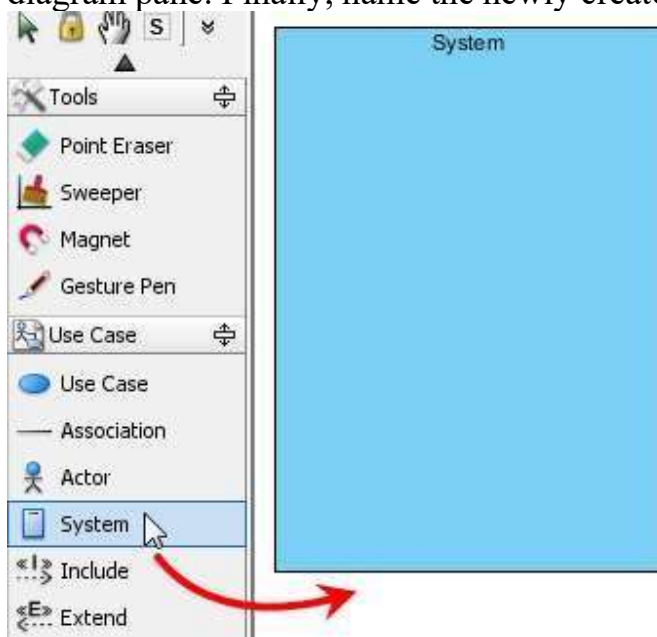 diagram pane. Finally, name the newly create
S
System
Tools
Point Eraser
Sweeper
Magnet
Gesture Pen
Use Case
Use Case
Association
Actor
System
«I» Include
«E» Extend